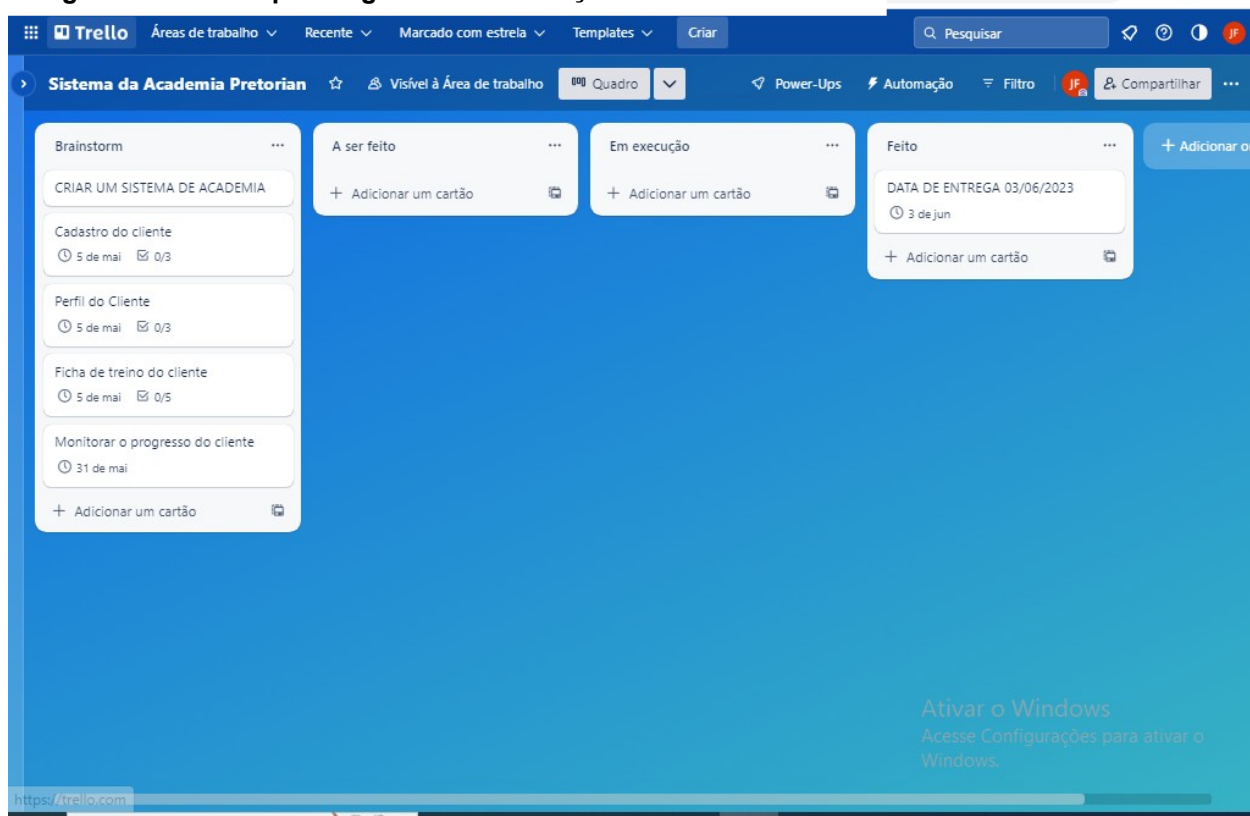 Trello Áreas de trabalho Recente Marcado com estrela Templates Criar Pesquisar JF
Sistema da Academia Pretorian Visível à Área de trabalho Quadro Power-Ups Automação Filtro JF Compartilhar
Brainstorm
CRIAR UM SISTEMA DE ACADEMIA
Cadastro do cliente
5 de mai 0/3
Perfil do Cliente
5 de mai 0/3
Ficha de treino do cliente
5 de mai 0/5
Monitorar o progresso do cliente
31 de mai
+ Adicionar um cartão
A ser feito
+ Adicionar um cartão
Em execução
+ Adicionar um cartão
Feito
DATA DE ENTREGA 03/06/2023
3 de jun
+ Adicionar um cartão
+ Adicionar
Ativar o Windows
Acesse Configurações para ativar o
Windows.
https://trello.com